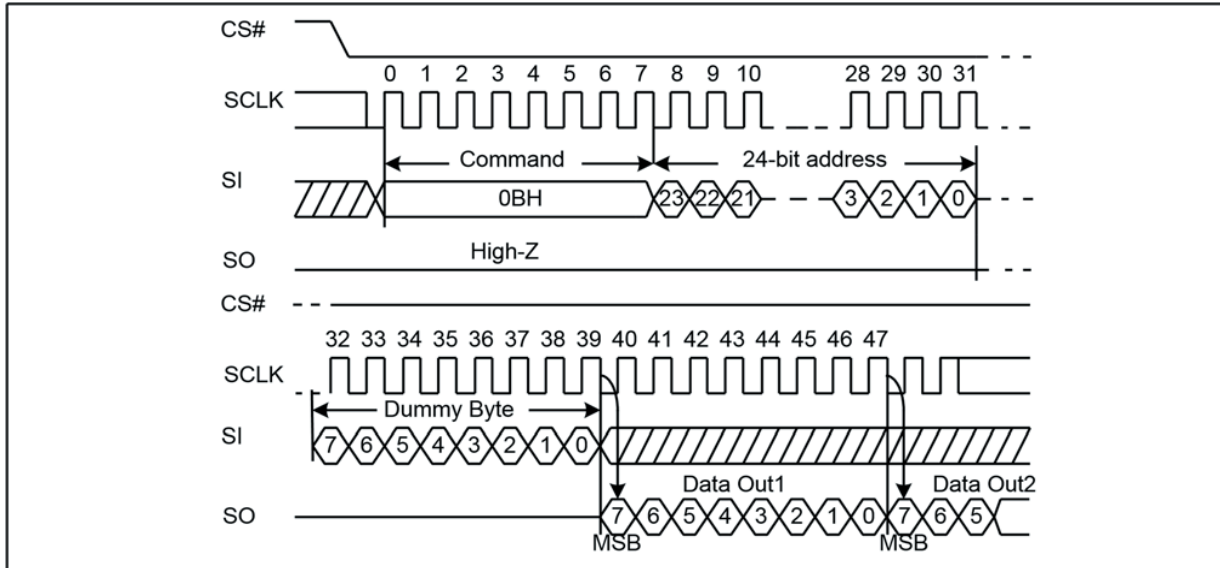 CS#
0 1 2 3 4 5 6 7 8 9 10 28 29 30 31
SCLK
Command 24-bit address
SI 0BH 23 22 21 3 2 1 0
High-Z
SO
CS#
32 33 34 35 36 37 38 39 40 41 42 43 44 45 46 47
SCLK
Dummy Byte
SI 7 6 5 4 3 2 1 0
Data Out1 Data Out2
SO 7 6 5 4 3 2 1 0 7 6 5
MSB MSB